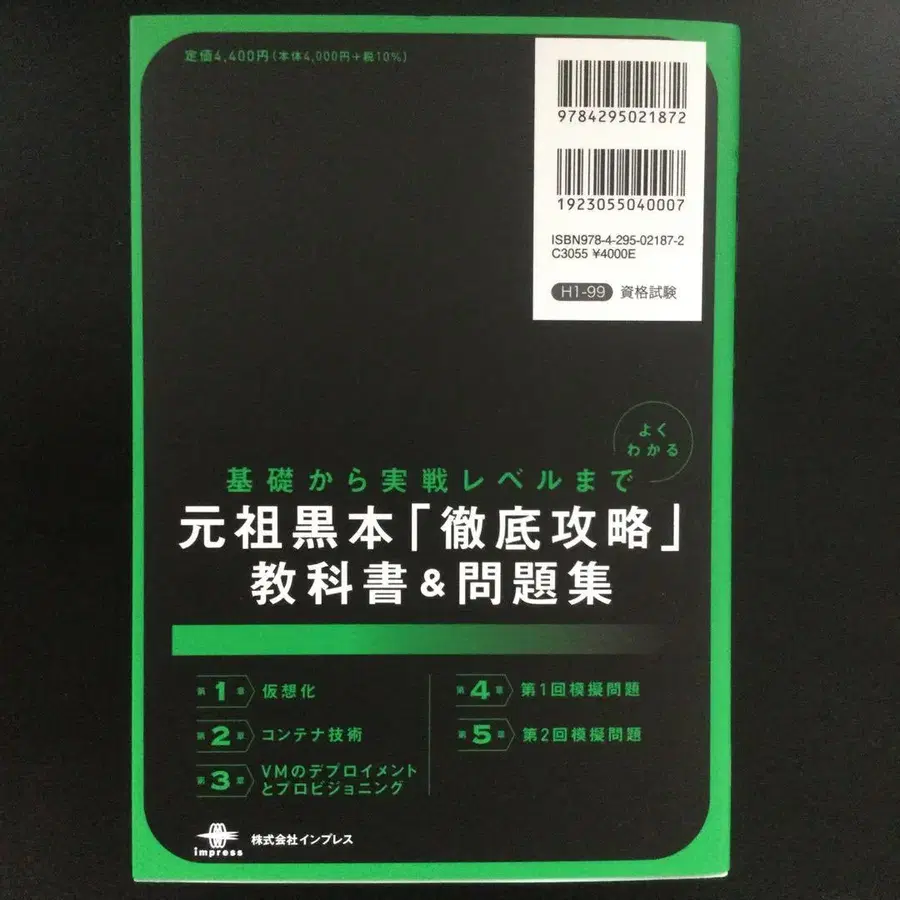 定価4,400円(本体4,000円+税10%)
9784295021872
1923055040007
ISBN978-4-295-02187-2
C3055 ¥4000E
H1-99 資格試験
よく
わかる
基礎から実戦レベルまで
元祖黒本「徹底攻略」
教科書&問題集
第1章 仮想化
第2章 コンテナ技術
第3章 VMのデプロイメント
とプロビジョニング
第4章 第1回模擬問題
第5章 第2回模擬問題
impress 株式会社インプレス